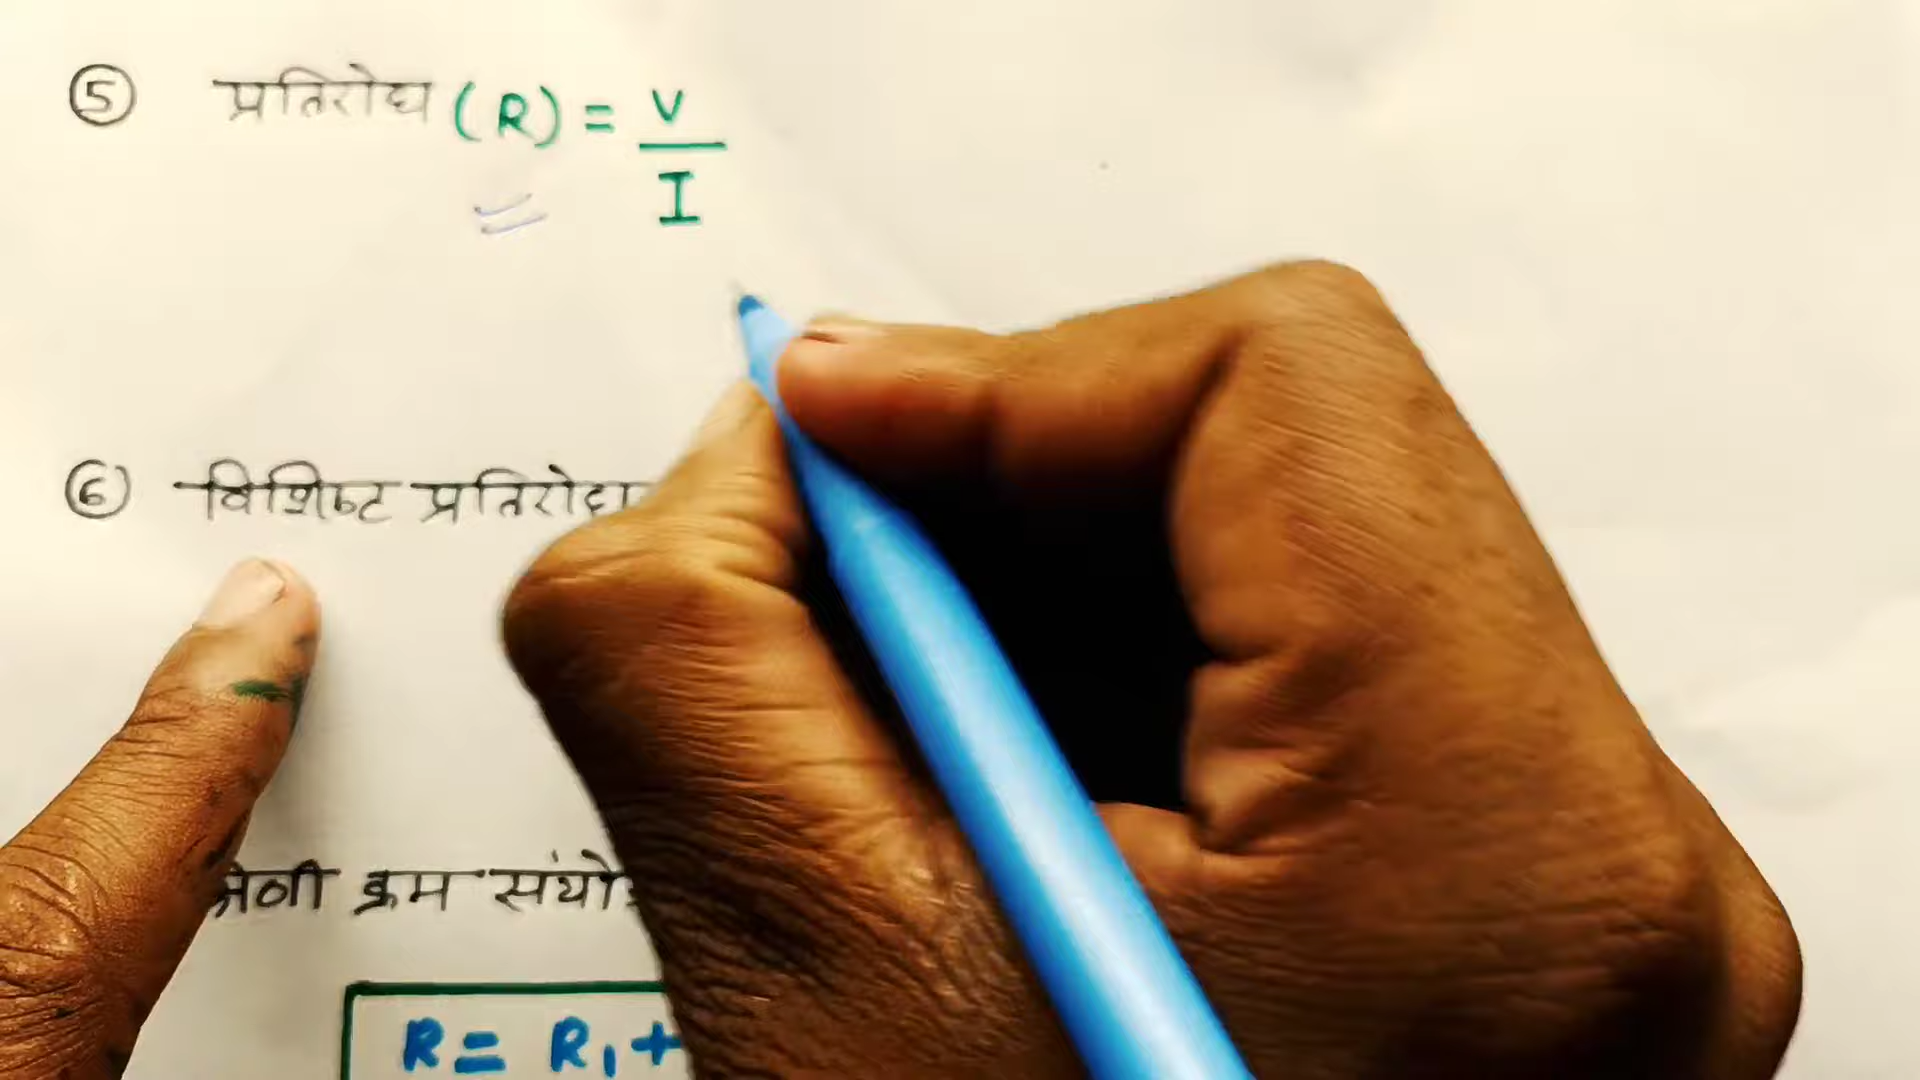 5 प्रतिरोध (R) = V/I
6 विशिष्ट प्रतिरोध
क्रम
R = R₁ +